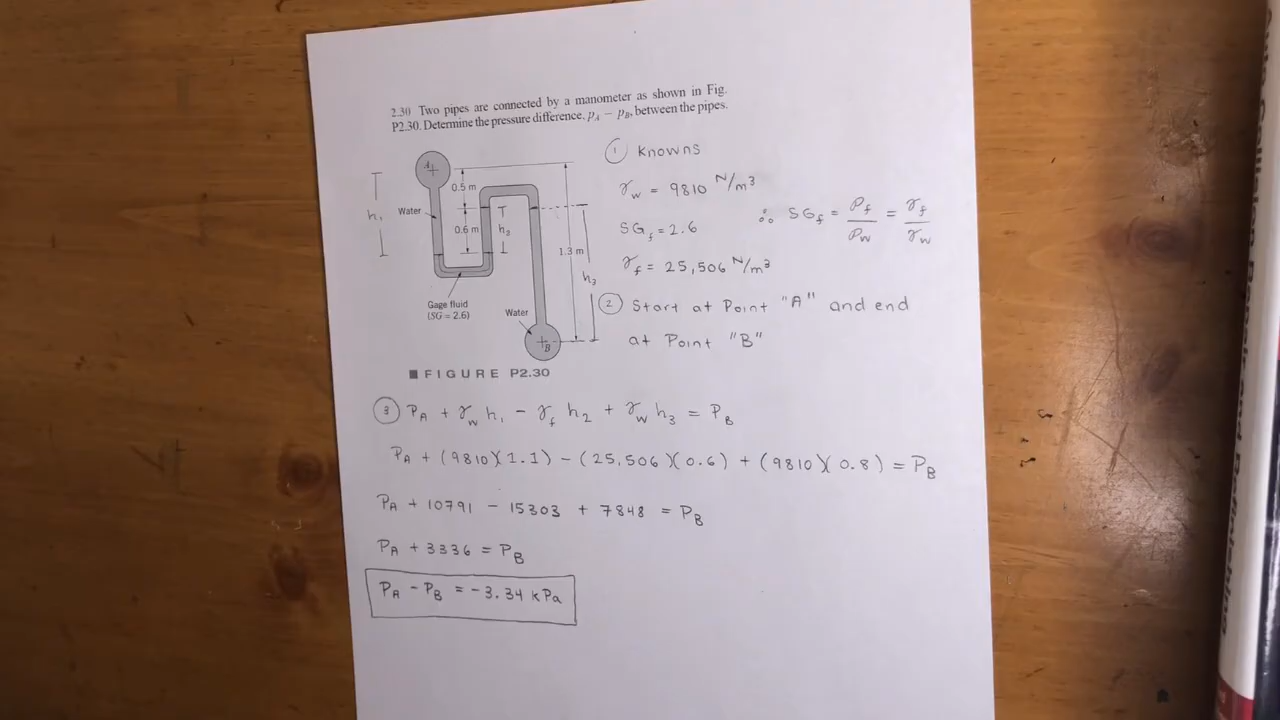 2.30 Two pipes are connected by a manometer as shown in Fig.
P2.30. Determine the pressure difference, pA − pB, between the pipes.
A
0.5 m
Water
h1
0.6 m
h2
1.3 m
h3
Gage fluid
(SG = 2.6)
Water
B
■ FIGURE P2.30
① Knowns
γw = 9810 N/m³
SGf = 2.6
∴ SGf = ρf/ρw = γf/γw
γf = 25,506 N/m³
② Start at Point "A" and end
at Point "B"
③ PA + γw h1 − γf h2 + γw h3 = PB
PA + (9810)(1.1) − (25,506)(0.6) + (9810)(0.8) = PB
PA + 10791 − 15303 + 7848 = PB
PA + 3336 = PB
PA − PB = −3.34 kPa